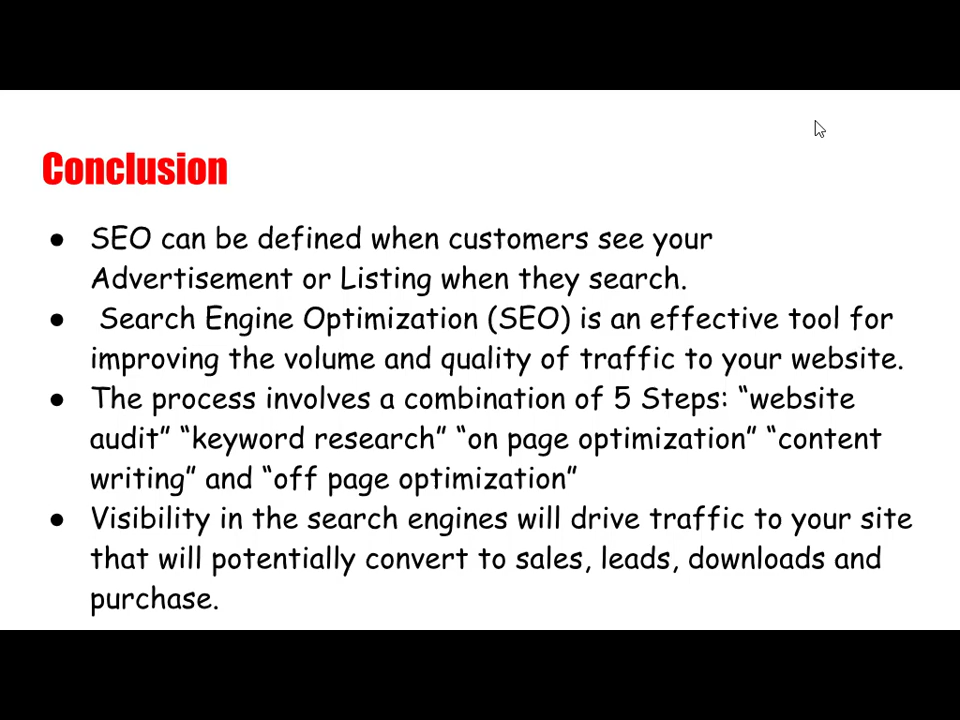 Conclusion
● SEO can be defined when customers see your
Advertisement or Listing when they search.
● Search Engine Optimization (SEO) is an effective tool for
improving the volume and quality of traffic to your website.
● The process involves a combination of 5 Steps: “website
audit” “keyword research” “on page optimization” “content
writing” and “off page optimization”
● Visibility in the search engines will drive traffic to your site
that will potentially convert to sales, leads, downloads and
purchase.